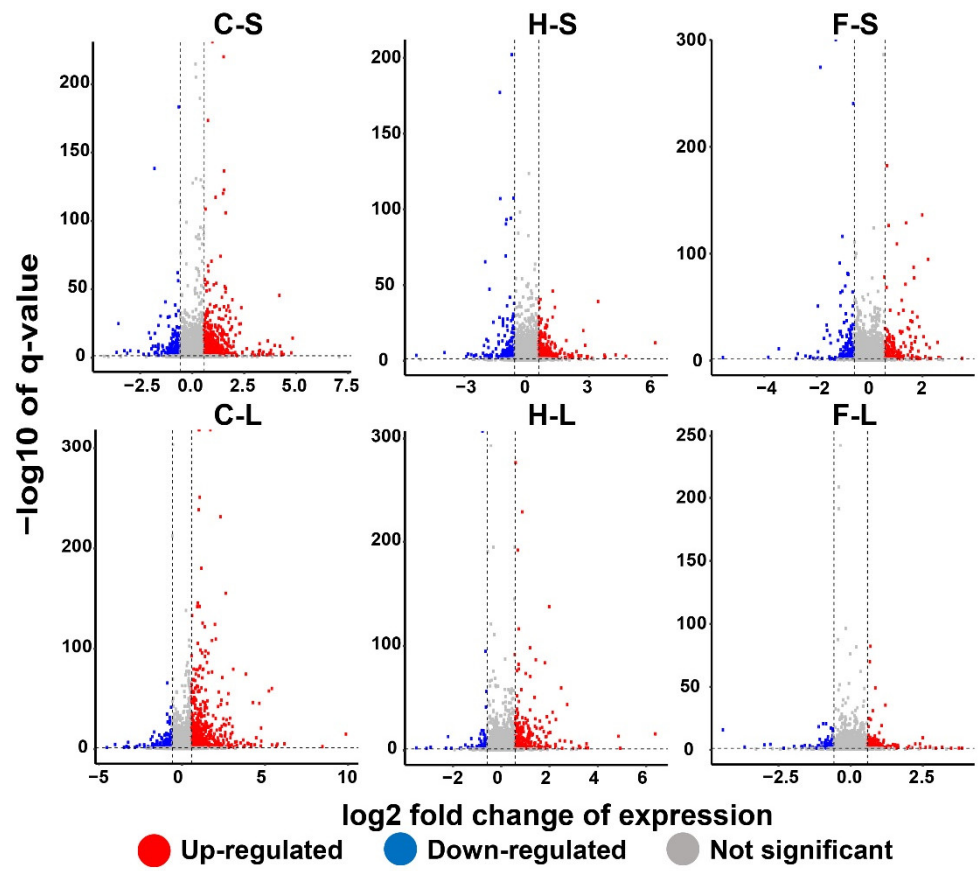 C-S
H-S
F-S
200
150
100
50
0
-2.5 0.0 2.5 5.0 7.5
200
150
100
50
0
-3 0 3 6
300
200
100
0
-4 -2 0 2
C-L
H-L
F-L
300
200
100
0
-5 0 5 10
300
200
100
0
-2 0 2 4 6
250
200
150
100
50
0
-2.5 0.0 2.5
−log10 of q-value
log2 fold change of expression
Up-regulated
Down-regulated
Not significant